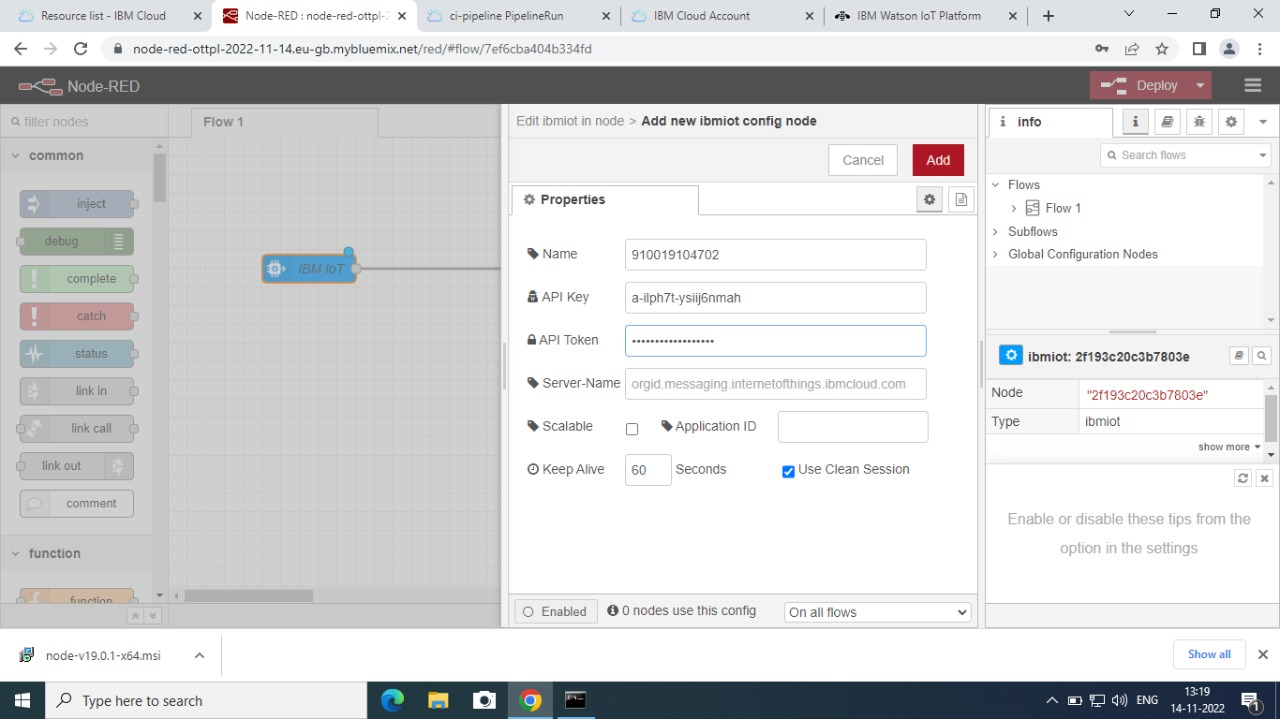 Resource list - IBM Cloud
Node-RED : node-red-ottpl-2
ci-pipeline PipelineRun
IBM Cloud Account
IBM Watson IoT Platform
node-red-ottpl-2022-11-14.eu-gb.mybluemix.net/red/#flow/7ef6cba404b334fd
Node-RED
Deploy
filter nodes
Flow 1
common
inject
debug
complete
catch
status
link in
link call
link out
comment
function
function
IBM IoT
Edit ibmiot in node > Add new ibmiot config node
Cancel
Add
Properties
Name
910019104702
API Key
a-ilph7t-ysiij6nmah
API Token
••••••••••••••••••
Server-Name
orgid.messaging.internetofthings.ibmcloud.com
Scalable
Application ID
Keep Alive
60
Seconds
Use Clean Session
Enabled
0 nodes use this config
On all flows
info
Search flows
Flows
Flow 1
Subflows
Global Configuration Nodes
ibmiot: 2f193c20c3b7803e
Node
"2f193c20c3b7803e"
Type
ibmiot
show more
Enable or disable these tips from the
option in the settings
node-v19.0.1-x64.msi
Show all
Type here to search
ENG
13:19
14-11-2022
1